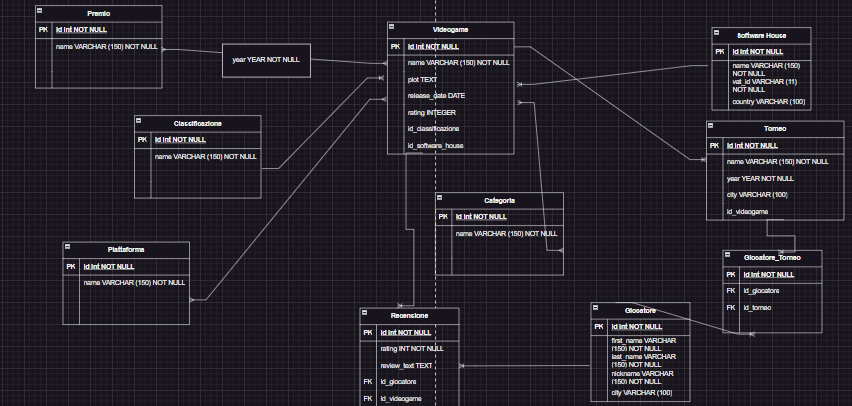 Premio
PK id int NOT NULL
name VARCHAR (150) NOT NULL
year YEAR NOT NULL
Videogame
PK id int NOT NULL
name VARCHAR (150) NOT NULL
plot TEXT
release_date DATE
rating INTEGER
id_classificazione
id_software_house
Software House
PK id int NOT NULL
name VARCHAR (150)
NOT NULL
vat_id VARCHAR (11)
NOT NULL
country VARCHAR (100)
Classificazione
PK id int NOT NULL
name VARCHAR (150) NOT NULL
Torneo
PK id int NOT NULL
name VARCHAR (150) NOT NULL
year YEAR NOT NULL
city VARCHAR (100)
id_videogame
Categoria
PK id int NOT NULL
name VARCHAR (150) NOT NULL
Piattaforma
PK id int NOT NULL
name VARCHAR (150) NOT NULL
Giocatore_Torneo
PK id int NOT NULL
FK id_giocatore
FK id_torneo
Recensione
PK id int NOT NULL
rating INT NOT NULL
review_text TEXT
FK id_giocatore
FK id_videogame
Giocatore
PK id int NOT NULL
first_name VARCHAR
(150) NOT NULL
last_name VARCHAR
(150) NOT NULL
nickname VARCHAR
(150) NOT NULL
city VARCHAR (100)